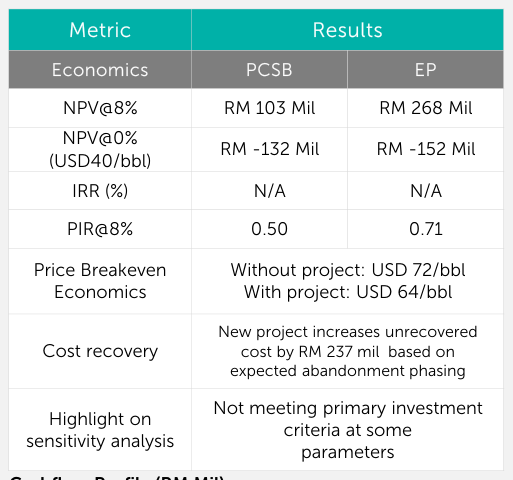 Metric Results
Economics PCSB EP
NPV@8% RM 103 Mil RM 268 Mil
NPV@0%
(USD40/bbl) RM -132 Mil RM -152 Mil
IRR (%) N/A N/A
PIR@8% 0.50 0.71
Price Breakeven
Economics
Without project: USD 72/bbl
With project: USD 64/bbl
Cost recovery
New project increases unrecovered
cost by RM 237 mil based on
expected abandonment phasing
Highlight on
sensitivity analysis
Not meeting primary investment
criteria at some
parameters